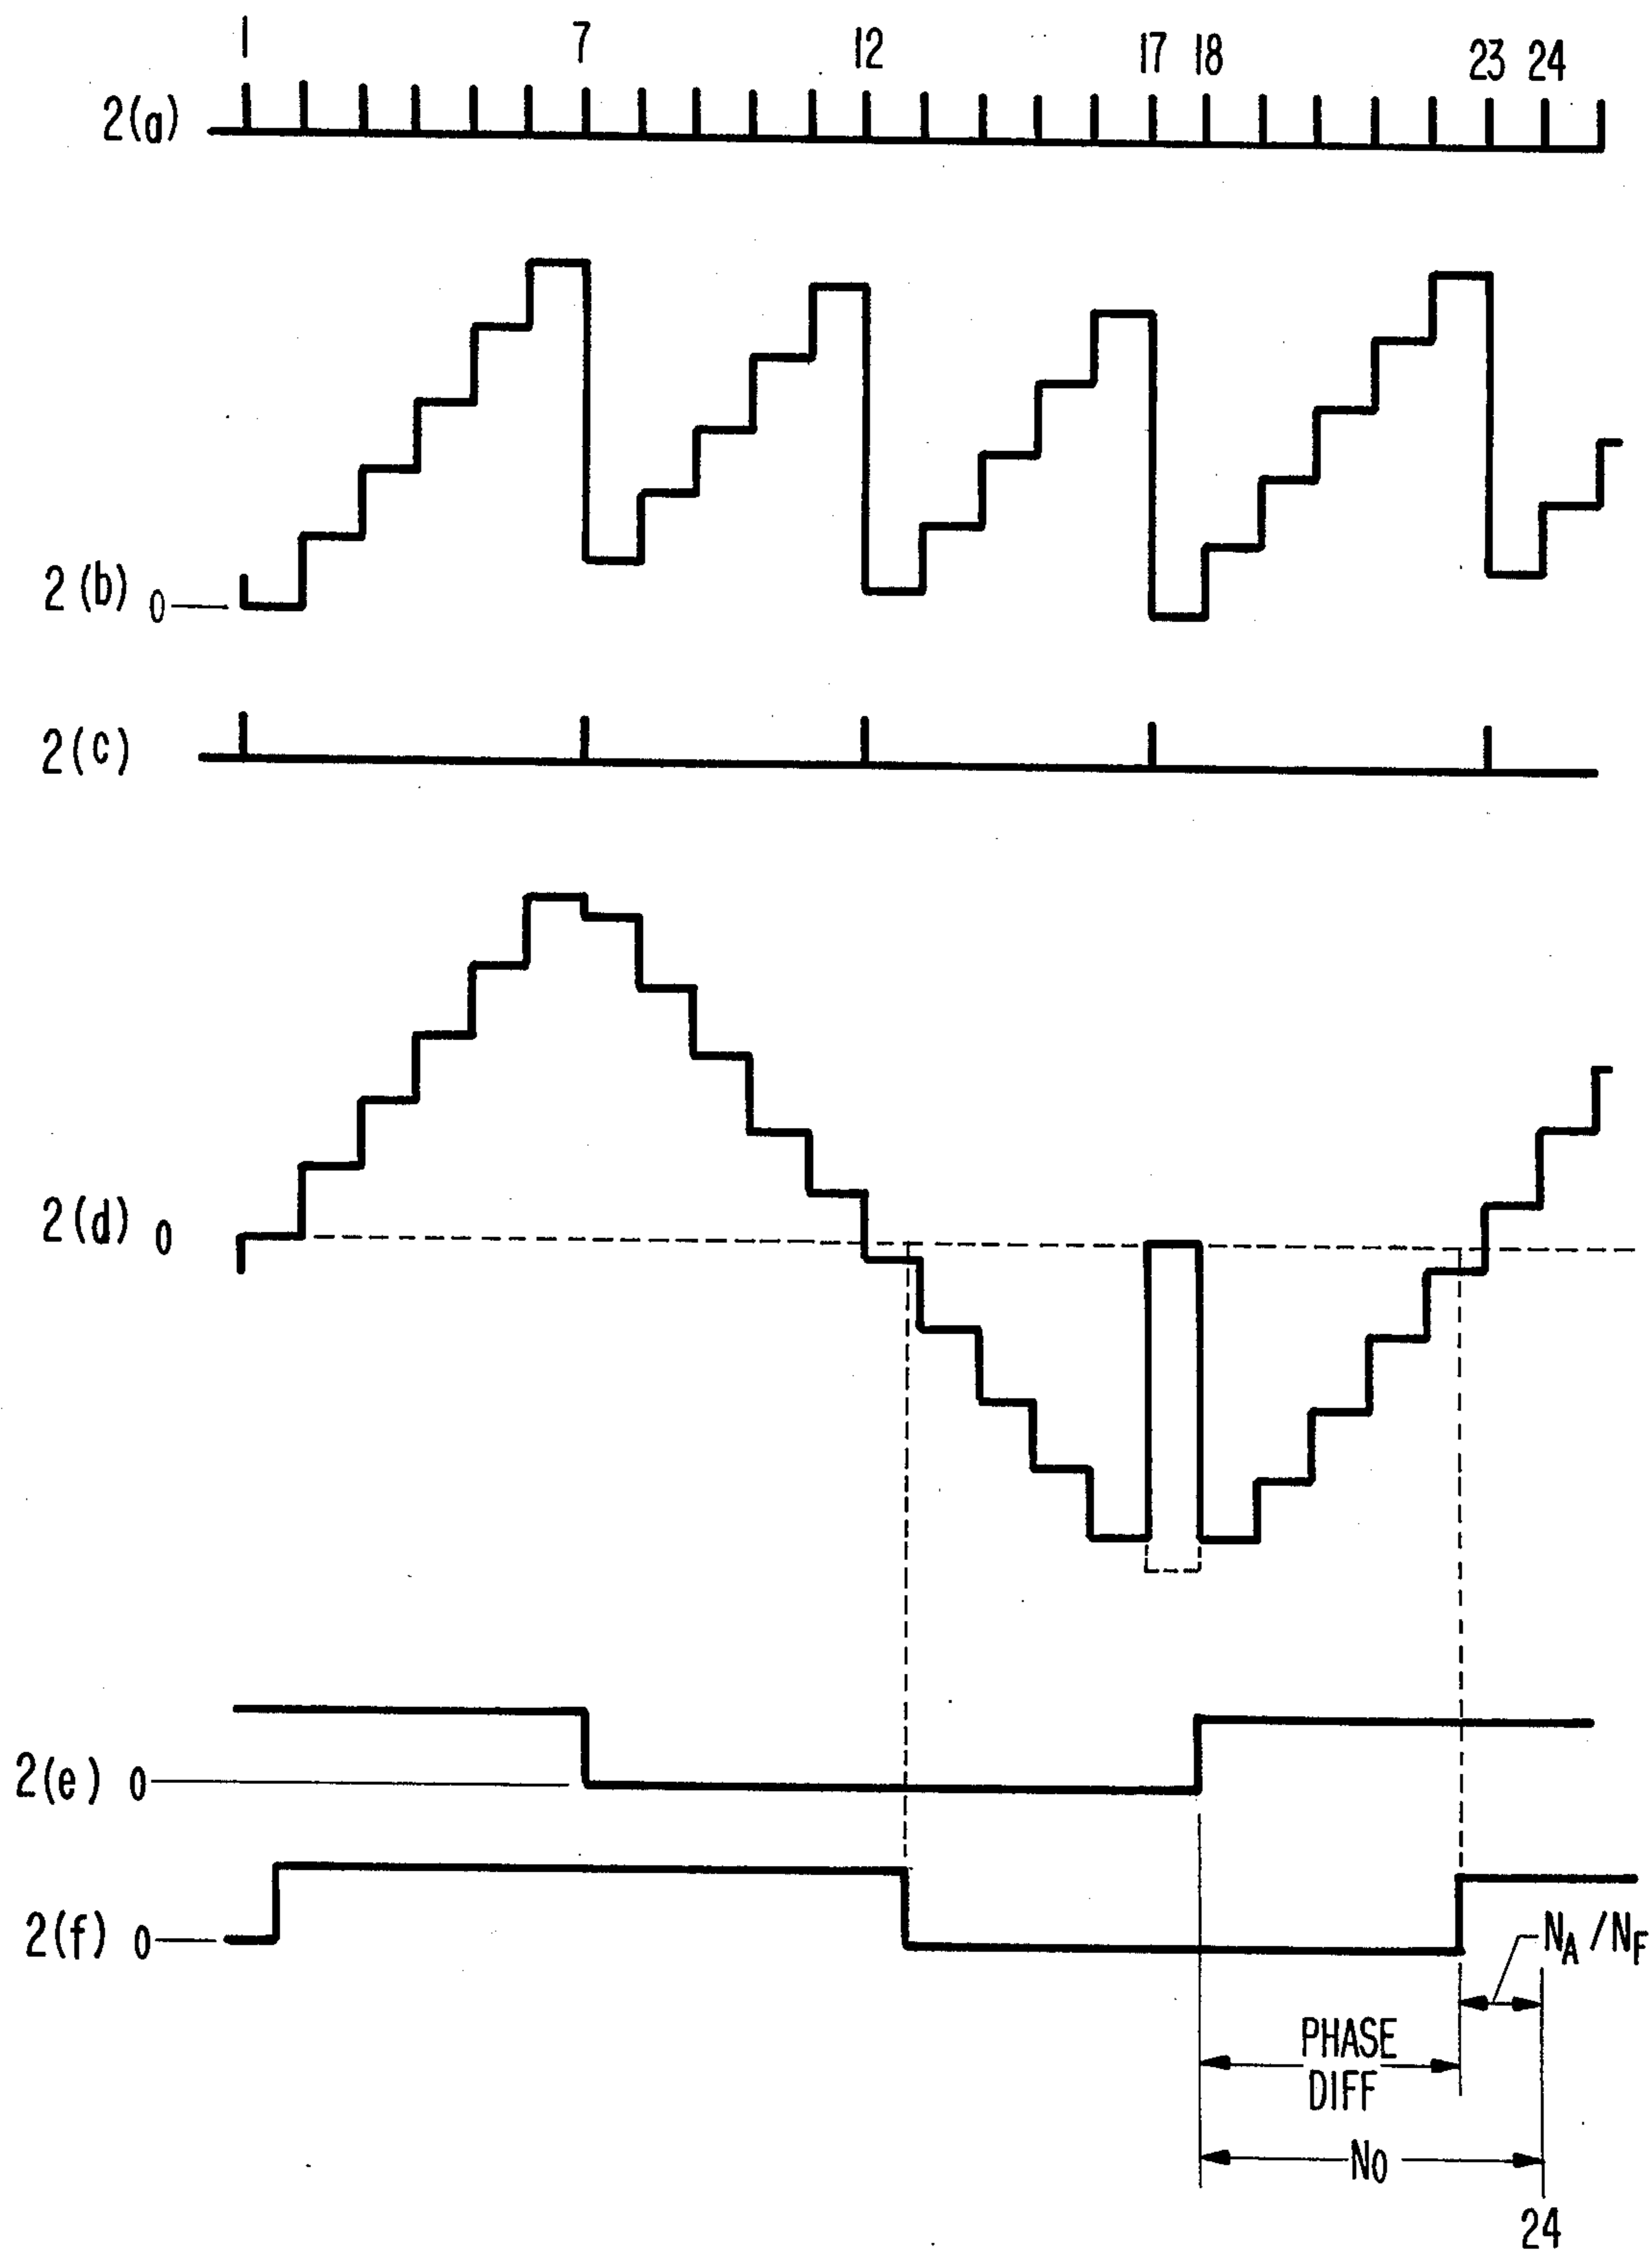 1 7 12 17 18 23 24
2(a)
2(b) 0
2(c)
2(d) 0
2(e) 0
2(f) 0
NA/NF
PHASE
DIFF
N0
24